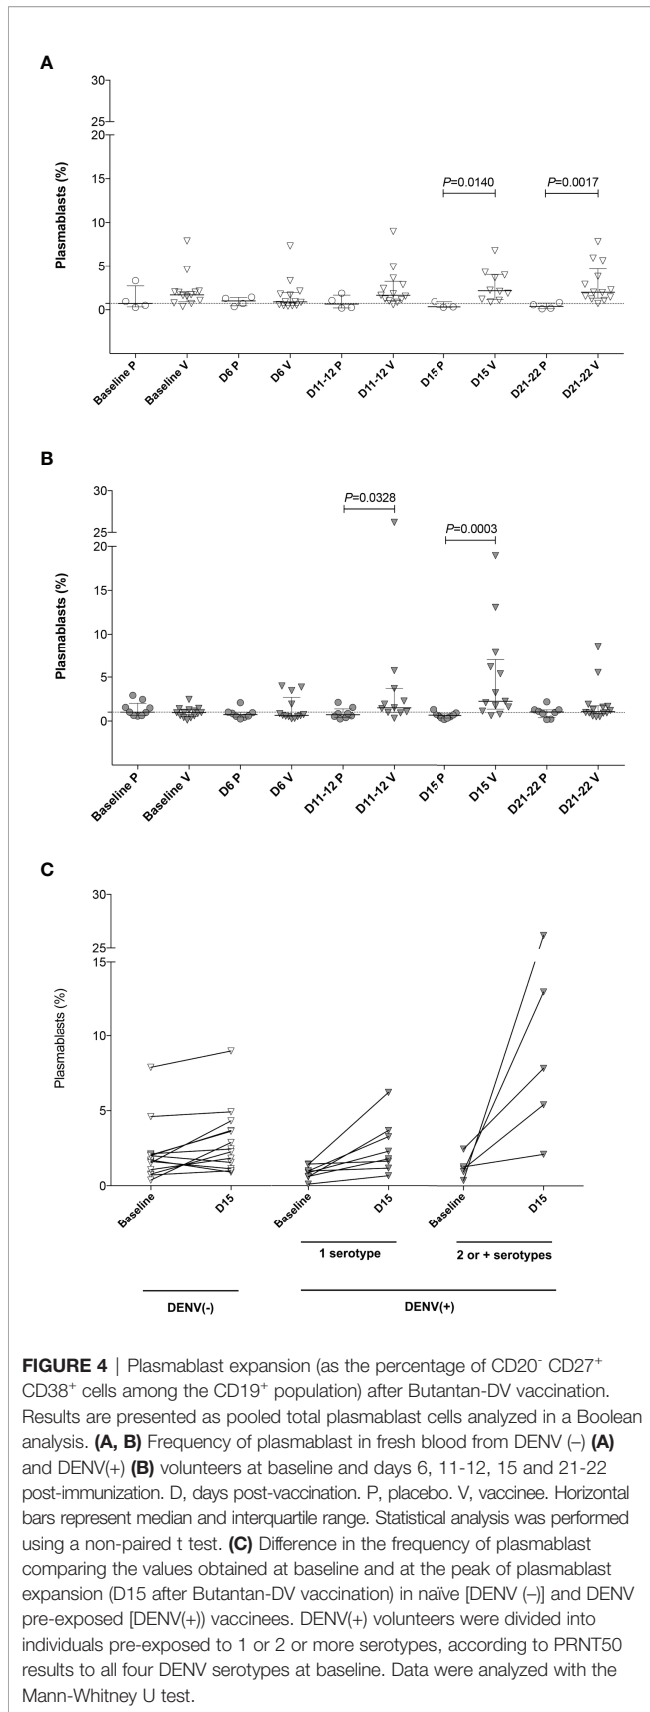 A
30
25
20
15
10
5
0
Plasmablasts (%)
P=0.0140
P=0.0017
Baseline P
Baseline V
D6 P
D6 V
D11-12 P
D11-12 V
D15 P
D15 V
D21-22 P
D21-22 V
B
30
25
20
15
10
5
0
Plasmablasts (%)
P=0.0328
P=0.0003
Baseline P
Baseline V
D6 P
D6 V
D11-12 P
D11-12 V
D15 P
D15 V
D21-22 P
D21-22 V
C
30
25
15
10
5
0
Plasmablasts (%)
Baseline
D15
Baseline
D15
Baseline
D15
1 serotype
2 or + serotypes
DENV(-)
DENV(+)
FIGURE 4 | Plasmablast expansion (as the percentage of CD20⁻ CD27⁺
CD38⁺ cells among the CD19⁺ population) after Butantan-DV vaccination.
Results are presented as pooled total plasmablast cells analyzed in a Boolean
analysis. (A, B) Frequency of plasmablast in fresh blood from DENV (–) (A)
and DENV(+) (B) volunteers at baseline and days 6, 11-12, 15 and 21-22
post-immunization. D, days post-vaccination. P, placebo. V, vaccinee. Horizontal
bars represent median and interquartile range. Statistical analysis was performed
using a non-paired t test. (C) Difference in the frequency of plasmablast
comparing the values obtained at baseline and at the peak of plasmablast
expansion (D15 after Butantan-DV vaccination) in naïve [DENV (–)] and DENV
pre-exposed [DENV(+)) vaccinees. DENV(+) volunteers were divided into
individuals pre-exposed to 1 or 2 or more serotypes, according to PRNT50
results to all four DENV serotypes at baseline. Data were analyzed with the
Mann-Whitney U test.